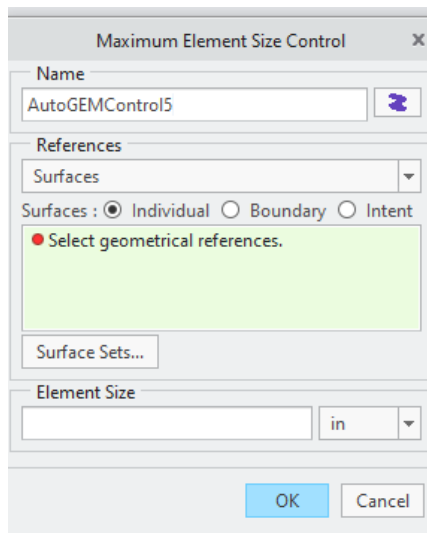 Maximum Element Size Control
Name
AutoGEMControl5
References
Surfaces
Surfaces : Individual Boundary Intent
Select geometrical references.
Surface Sets...
Element Size
in
OK Cancel